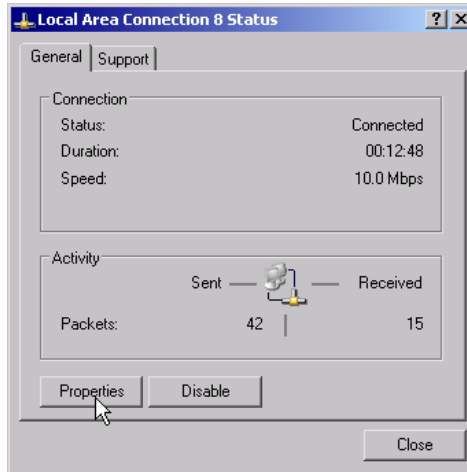 Local Area Connection 8 Status
General Support
Connection
Status: Connected
Duration: 00:12:48
Speed: 10.0 Mbps
Activity
Sent Received
Packets: 42 15
Properties Disable
Close